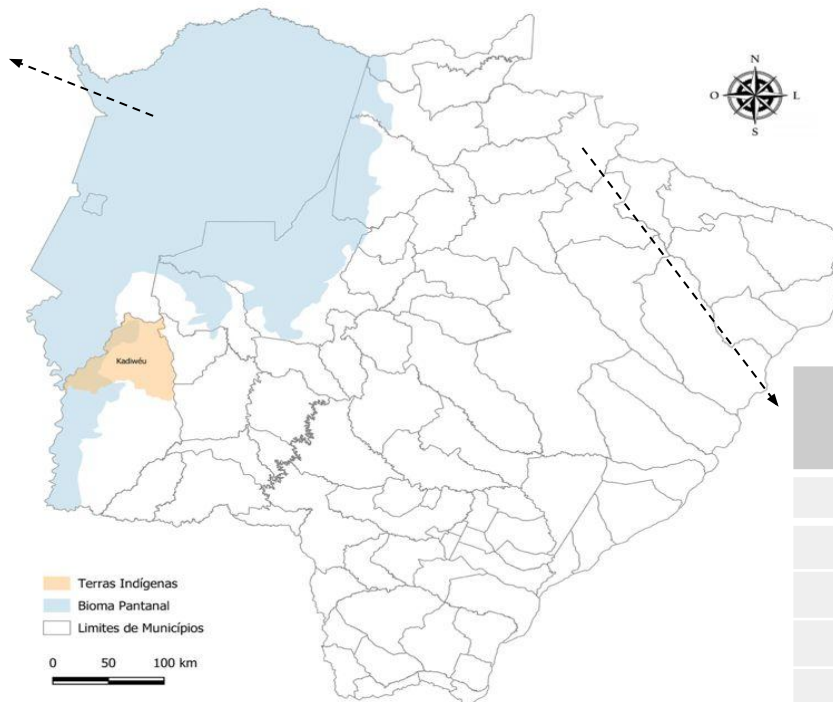 N
O
L
S
Kadiwéu
Terras Indígenas
Bioma Pantanal
Limites de Municípios
0 50 100 km